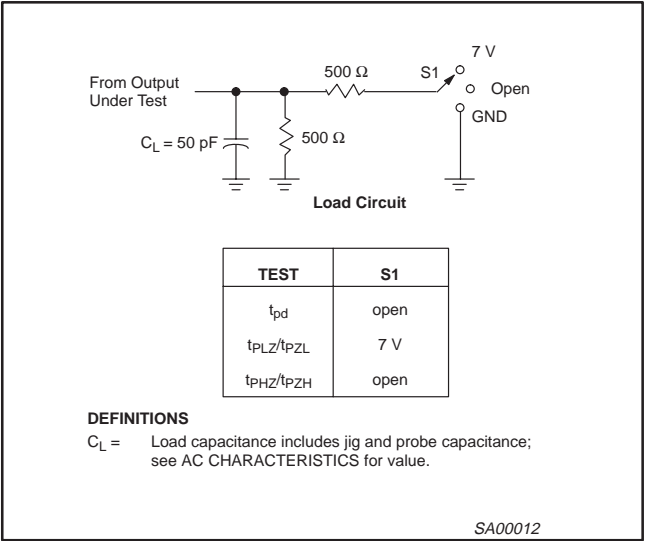 7 V
500 Ω
S1
From Output
Under Test
Open
GND
C_L = 50 pF
500 Ω
Load Circuit
TEST S1
t_pd open
t_PLZ/t_PZL 7 V
t_PHZ/t_PZH open
DEFINITIONS
C_L = Load capacitance includes jig and probe capacitance;
see AC CHARACTERISTICS for value.
SA00012